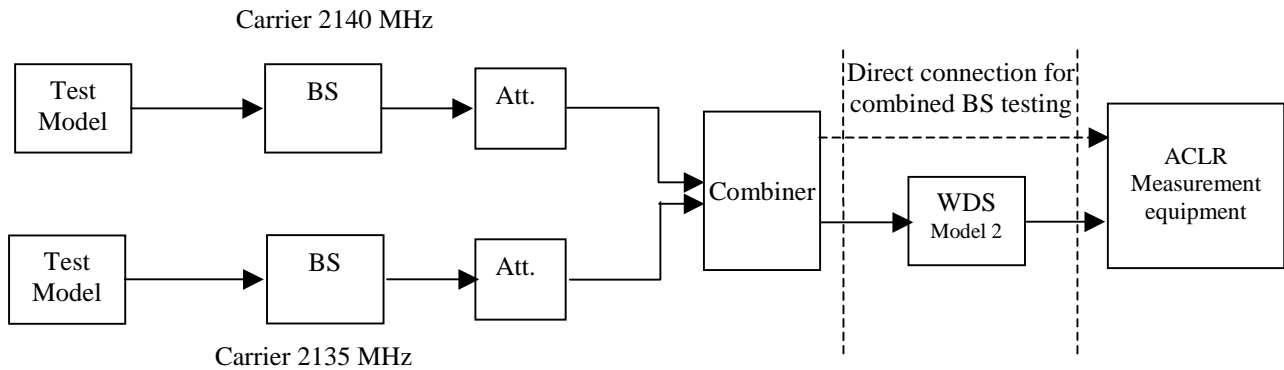 Carrier 2140 MHz
Test
Model
BS
Att.
Combiner
Direct connection for
combined BS testing
WDS
Model 2
ACLR
Measurement
equipment
Test
Model
BS
Att.
Carrier 2135 MHz